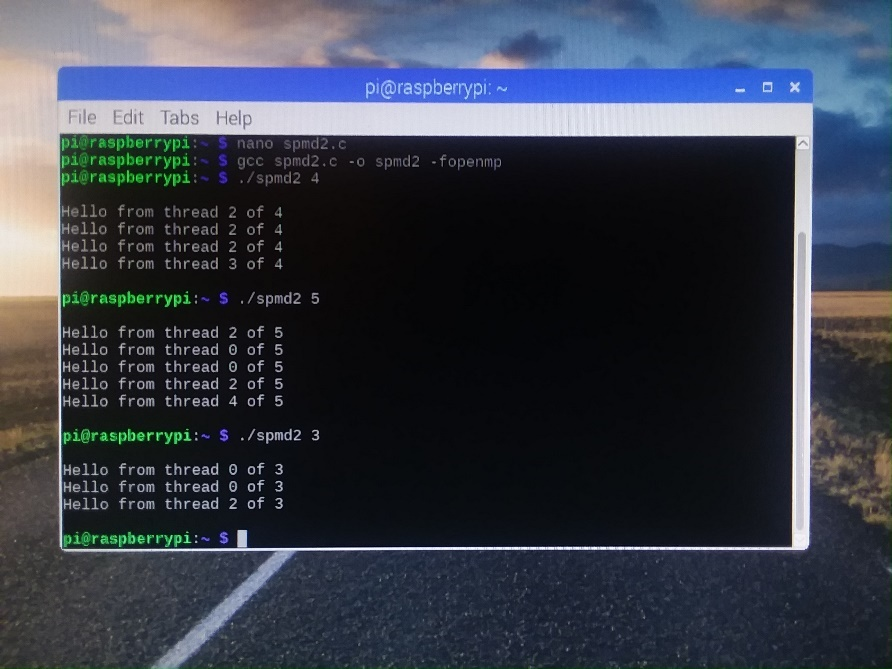 pi@raspberrypi: ~
File Edit Tabs Help
pi@raspberrypi:~ $ nano spmd2.c
pi@raspberrypi:~ $ gcc spmd2.c -o spmd2 -fopenmp
pi@raspberrypi:~ $ ./spmd2 4
Hello from thread 2 of 4
Hello from thread 2 of 4
Hello from thread 2 of 4
Hello from thread 3 of 4
pi@raspberrypi:~ $ ./spmd2 5
Hello from thread 2 of 5
Hello from thread 0 of 5
Hello from thread 0 of 5
Hello from thread 2 of 5
Hello from thread 4 of 5
pi@raspberrypi:~ $ ./spmd2 3
Hello from thread 0 of 3
Hello from thread 0 of 3
Hello from thread 2 of 3
pi@raspberrypi:~ $